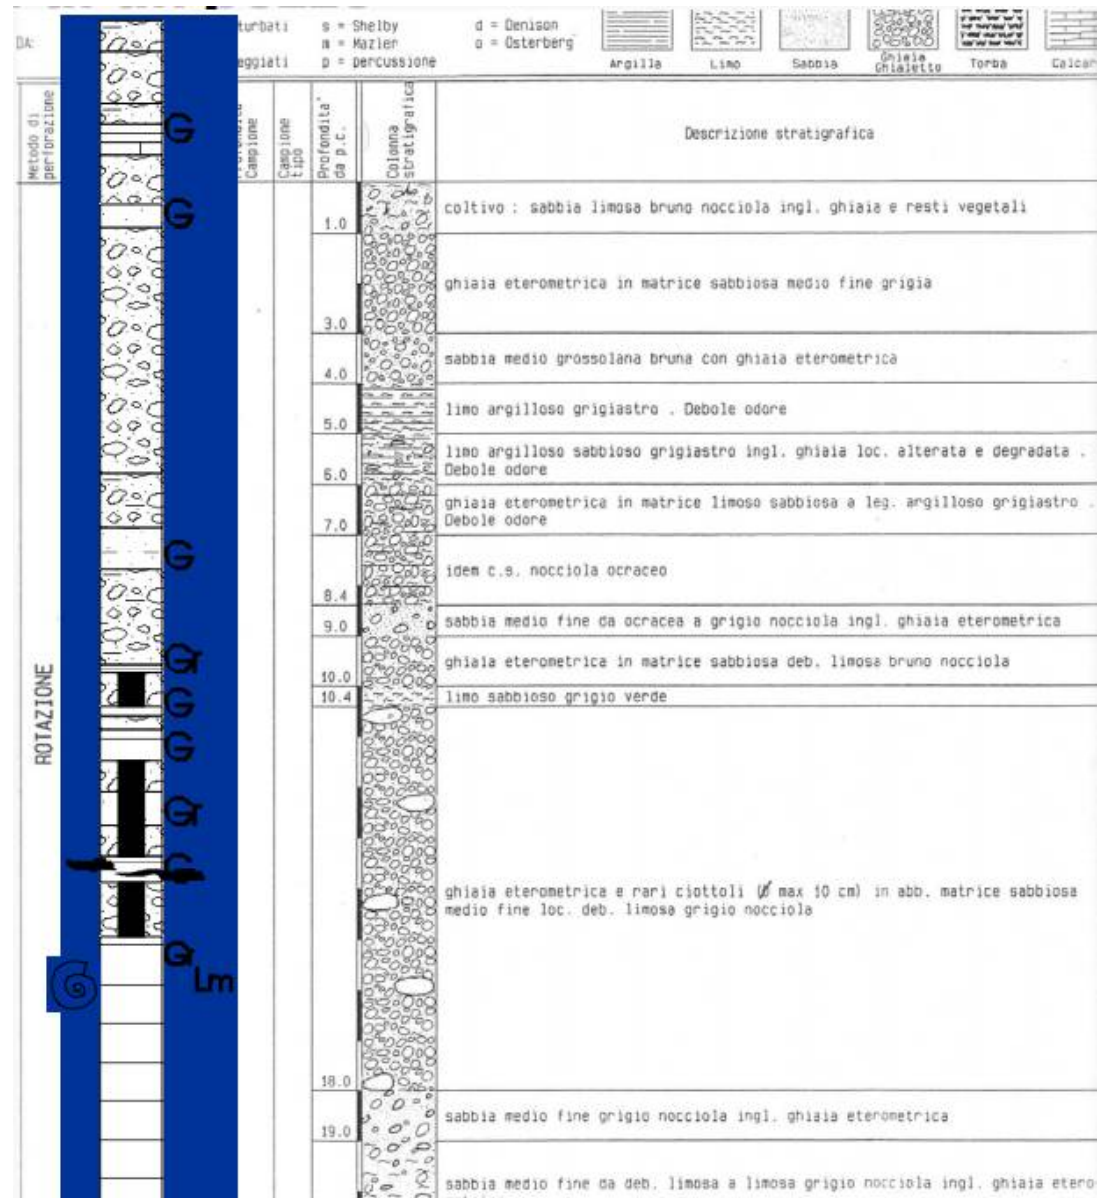 DA:
turbati s = Shelby d = Denison
m = Mazier o = Osterberg
eggiati p = percussione
Argilla Limo Sabbia Ghiaia Ghiaietto Torba Calcar
Metodo di perforazione
Campione
Campione tipo
Profondita' da p.c.
Colonna stratigrafica
Descrizione stratigrafica
coltivo : sabbia limosa bruno nocciola ingl. ghiaia e resti vegetali
1.0
ghiaia eterometrica in matrice sabbiosa medio fine grigia
3.0
sabbia medio grossolana bruna con ghiaia eterometrica
4.0
limo argilloso grigiastro . Debole odore
5.0
limo argilloso sabbioso grigiastro ingl. ghiaia loc. alterata e degradata .
Debole odore
6.0
ghiaia eterometrica in matrice limoso sabbiosa a leg. argilloso grigiastro .
Debole odore
7.0
idem c.s. nocciola ocraceo
8.4
sabbia medio fine da ocracea a grigio nocciola ingl. ghiaia eterometrica
9.0
ghiaia eterometrica in matrice sabbiosa deb. limosa bruno nocciola
10.0
limo sabbioso grigio verde
10.4
ROTAZIONE
ghiaia eterometrica e rari ciottoli (Ø max 10 cm) in abb. matrice sabbiosa
medio fine loc. deb. limosa grigio nocciola
18.0
sabbia medio fine grigio nocciola ingl. ghiaia eterometrica
19.0
sabbia medio fine da deb. limosa a limosa grigio nocciola ingl. ghiaia etero
G
G
G
G
G
Lm